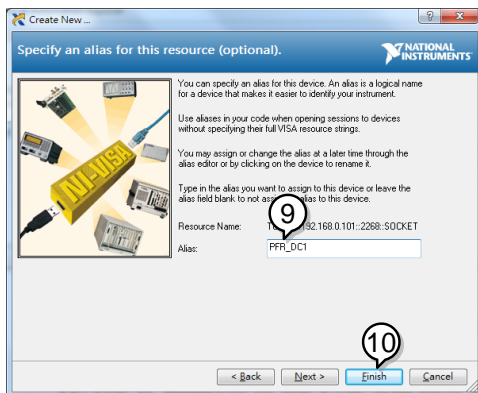 Create New ...
Specify an alias for this resource (optional).
NATIONAL
INSTRUMENTS
NI-VISA
You can specify an alias for this device. An alias is a logical name
for a device that makes it easier to identify your instrument.
Use aliases in your code when opening sessions to devices
without specifying their full VISA resource strings.
You may assign or change the alias at a later time through the
alias editor or by clicking on the device to rename it.
Type in the alias you want to assign to this device or leave the
alias field blank to not alias to this device.
9
Resource Name: 192.168.0.101::2268::SOCKET
Alias: PFR_DC1
10
< Back Next > Finish Cancel